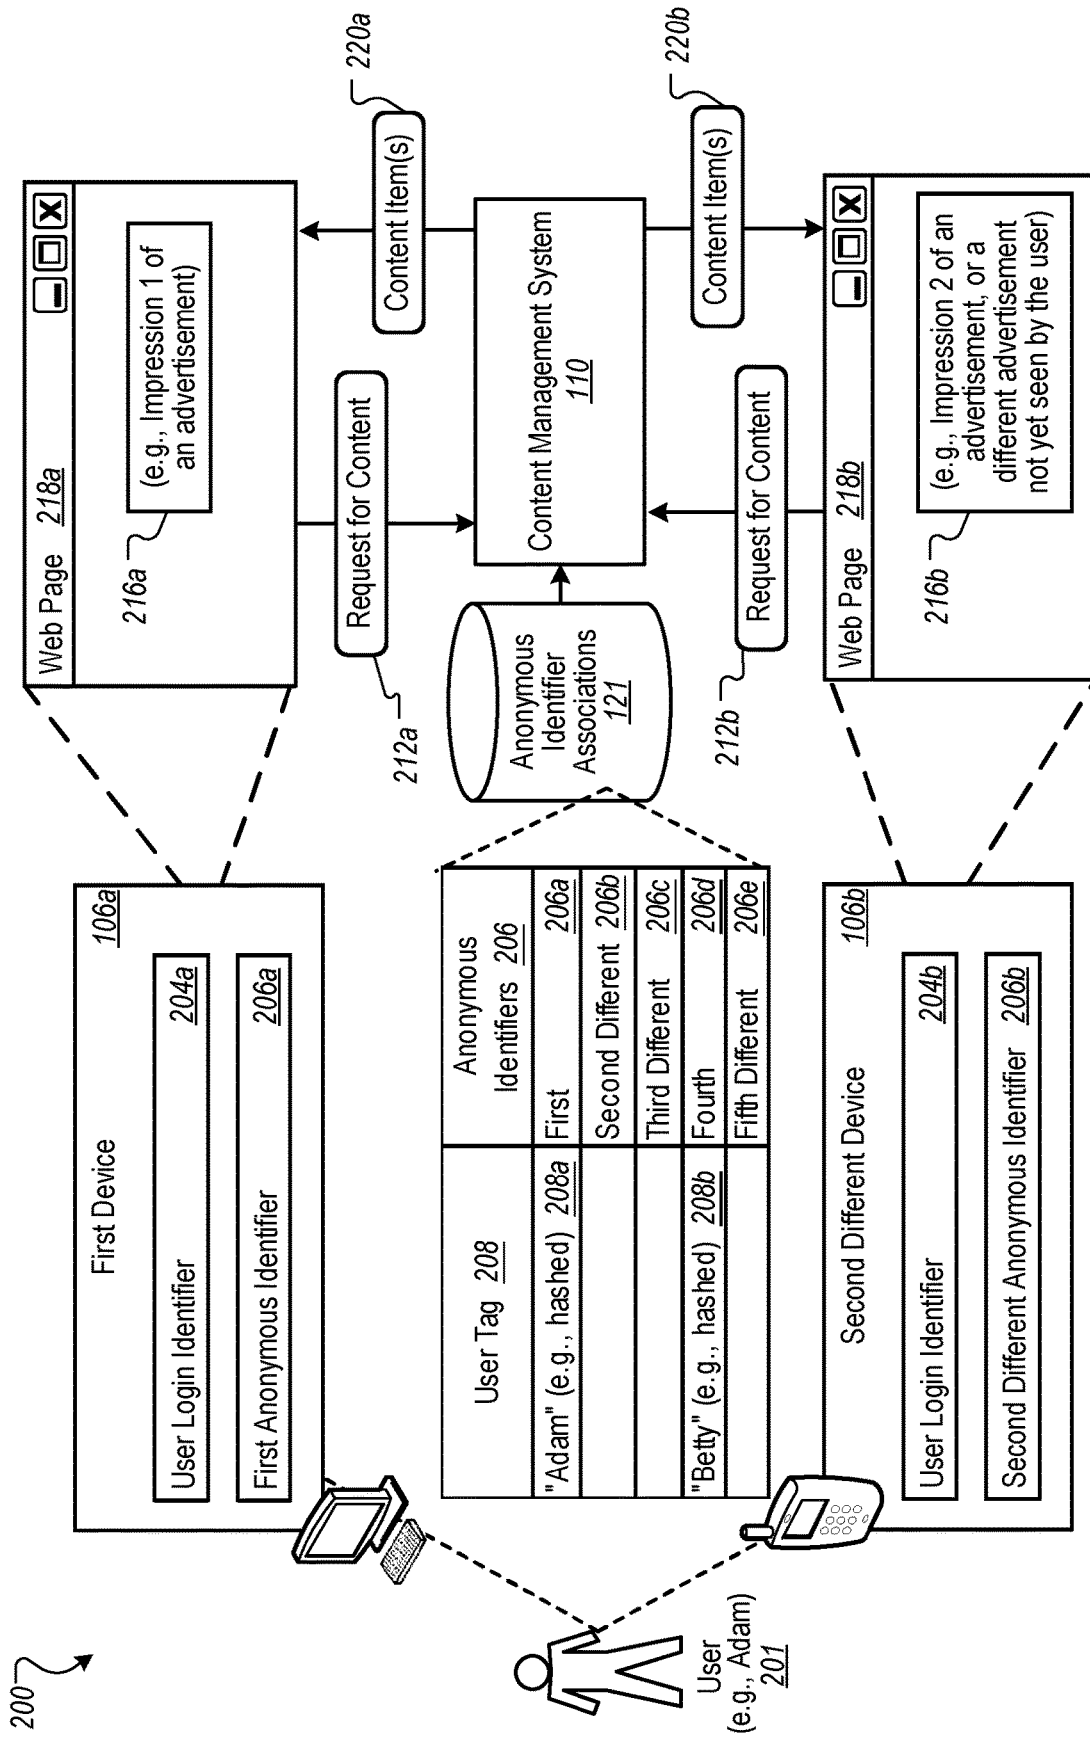 200
User
(e.g., Adam)
201
First Device
106a
User Login Identifier 204a
First Anonymous Identifier 206a
Web Page 218a
216a
(e.g., Impression 1 of
an advertisement)
212a
Request for Content
Content Item(s)
220a
User Tag 208
Anonymous
Identifiers 206
"Adam" (e.g., hashed) 208a
First 206a
Second Different 206b
Third Different 206c
"Betty" (e.g., hashed) 208b
Fourth 206d
Fifth Different 206e
Anonymous
Identifier
Associations
121
Content Management System
110
212b
Request for Content
Content Item(s)
220b
Second Different Device
106b
User Login Identifier 204b
Second Different Anonymous Identifier 206b
Web Page 218b
216b
(e.g., Impression 2 of an
advertisement, or a
different advertisement
not yet seen by the user)